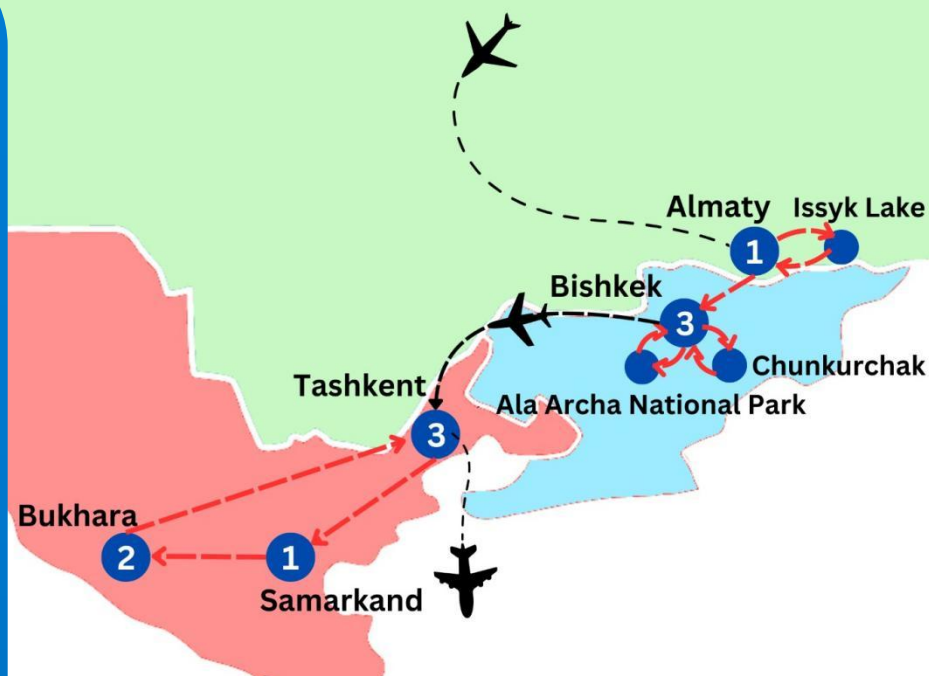 Almaty
Issyk Lake
1
Bishkek
3
Chunkurchak
Ala Archa National Park
Tashkent
3
Bukhara
2
1
Samarkand